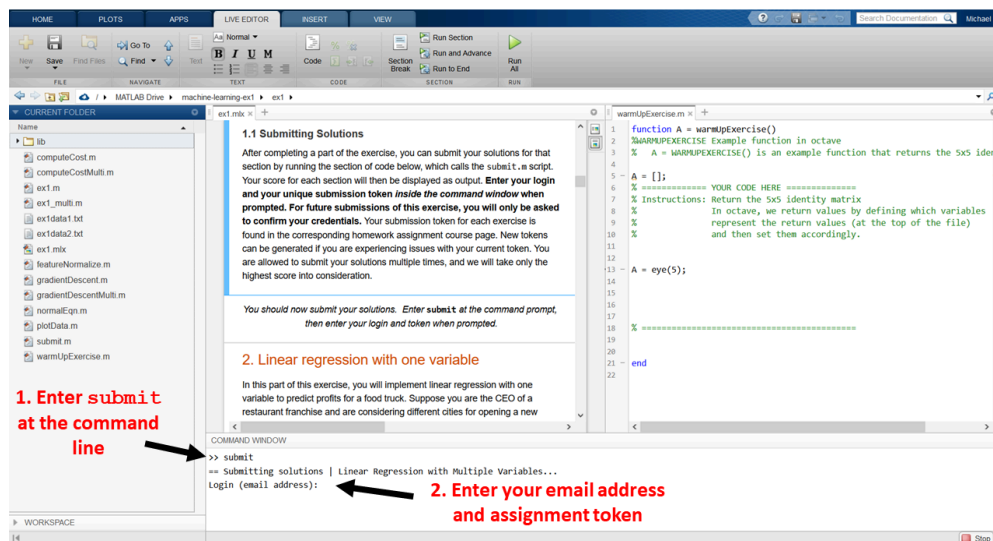 HOME PLOTS APPS LIVE EDITOR INSERT VIEW
Search Documentation Michael
New Save Find Files Go To Find Text
Normal
B I U M
Code
Section Break
Run Section
Run and Advance
Run to End
Run All
FILE NAVIGATE TEXT CODE SECTION RUN
/ MATLAB Drive machine-learning-ex1 ex1
CURRENT FOLDER
Name
lib
computeCost.m
computeCostMulti.m
ex1.m
ex1_multi.m
ex1data1.txt
ex1data2.txt
ex1.mlx
featureNormalize.m
gradientDescent.m
gradientDescentMulti.m
normalEqn.m
plotData.m
submit.m
warmUpExercise.m
1. Enter submit
at the command
line
WORKSPACE
ex1.mlx × +
1.1 Submitting Solutions
After completing a part of the exercise, you can submit your solutions for that
section by running the section of code below, which calls the submit.m script.
Your score for each section will then be displayed as output. Enter your login
and your unique submission token inside the command window when
prompted. For future submissions of this exercise, you will only be asked
to confirm your credentials. Your submission token for each exercise is
found in the corresponding homework assignment course page. New tokens
can be generated if you are experiencing issues with your current token. You
are allowed to submit your solutions multiple times, and we will take only the
highest score into consideration.
You should now submit your solutions. Enter submit at the command prompt,
then enter your login and token when prompted.
2. Linear regression with one variable
In this part of this exercise, you will implement linear regression with one
variable to predict profits for a food truck. Suppose you are the CEO of a
restaurant franchise and are considering different cities for opening a new
warmUpExercise.m × +
1 function A = warmUpExercise()
2 %WARMUPEXERCISE Example function in octave
3 % A = WARMUPEXERCISE() is an example function that returns the 5x5 iden
4
5 - A = [];
6 % ============= YOUR CODE HERE ==============
7 % Instructions: Return the 5x5 identity matrix
8 % In octave, we return values by defining which variables
9 % represent the return values (at the top of the file)
10 % and then set them accordingly.
11
12
13 - A = eye(5);
14
15
16
17
18 % ===========================================
19
20
21 - end
22
COMMAND WINDOW
>> submit
== Submitting solutions | Linear Regression with Multiple Variables...
Login (email address):
2. Enter your email address
and assignment token
Stop